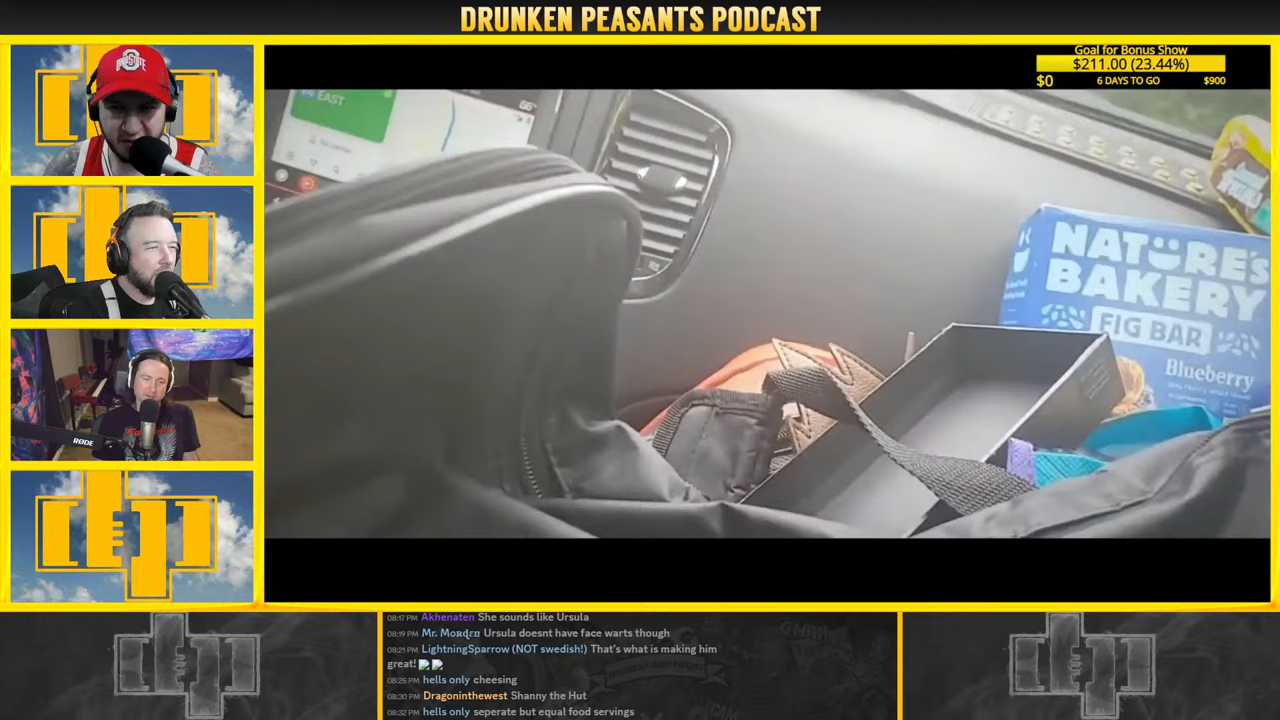 DRUNKEN PEASANTS PODCAST
Goal for Bonus Show
$211.00 (23.44%)
$0 6 DAYS TO GO $900
EAST
NATURE'S
BAKERY
FIG BAR
Blueberry
RØDE
08:17 PM Akhenaten She sounds like Ursula
08:19 PM Mr. Moʀɖєɳ Ursula doesnt have face warts though
08:21 PM LightningSparrow (NOT swedish!) That's what is making him
great!
08:25 PM hells only cheesing
08:30 PM Dragoninthewest Shanny the Hut
08:32 PM hells only seperate but equal food servings